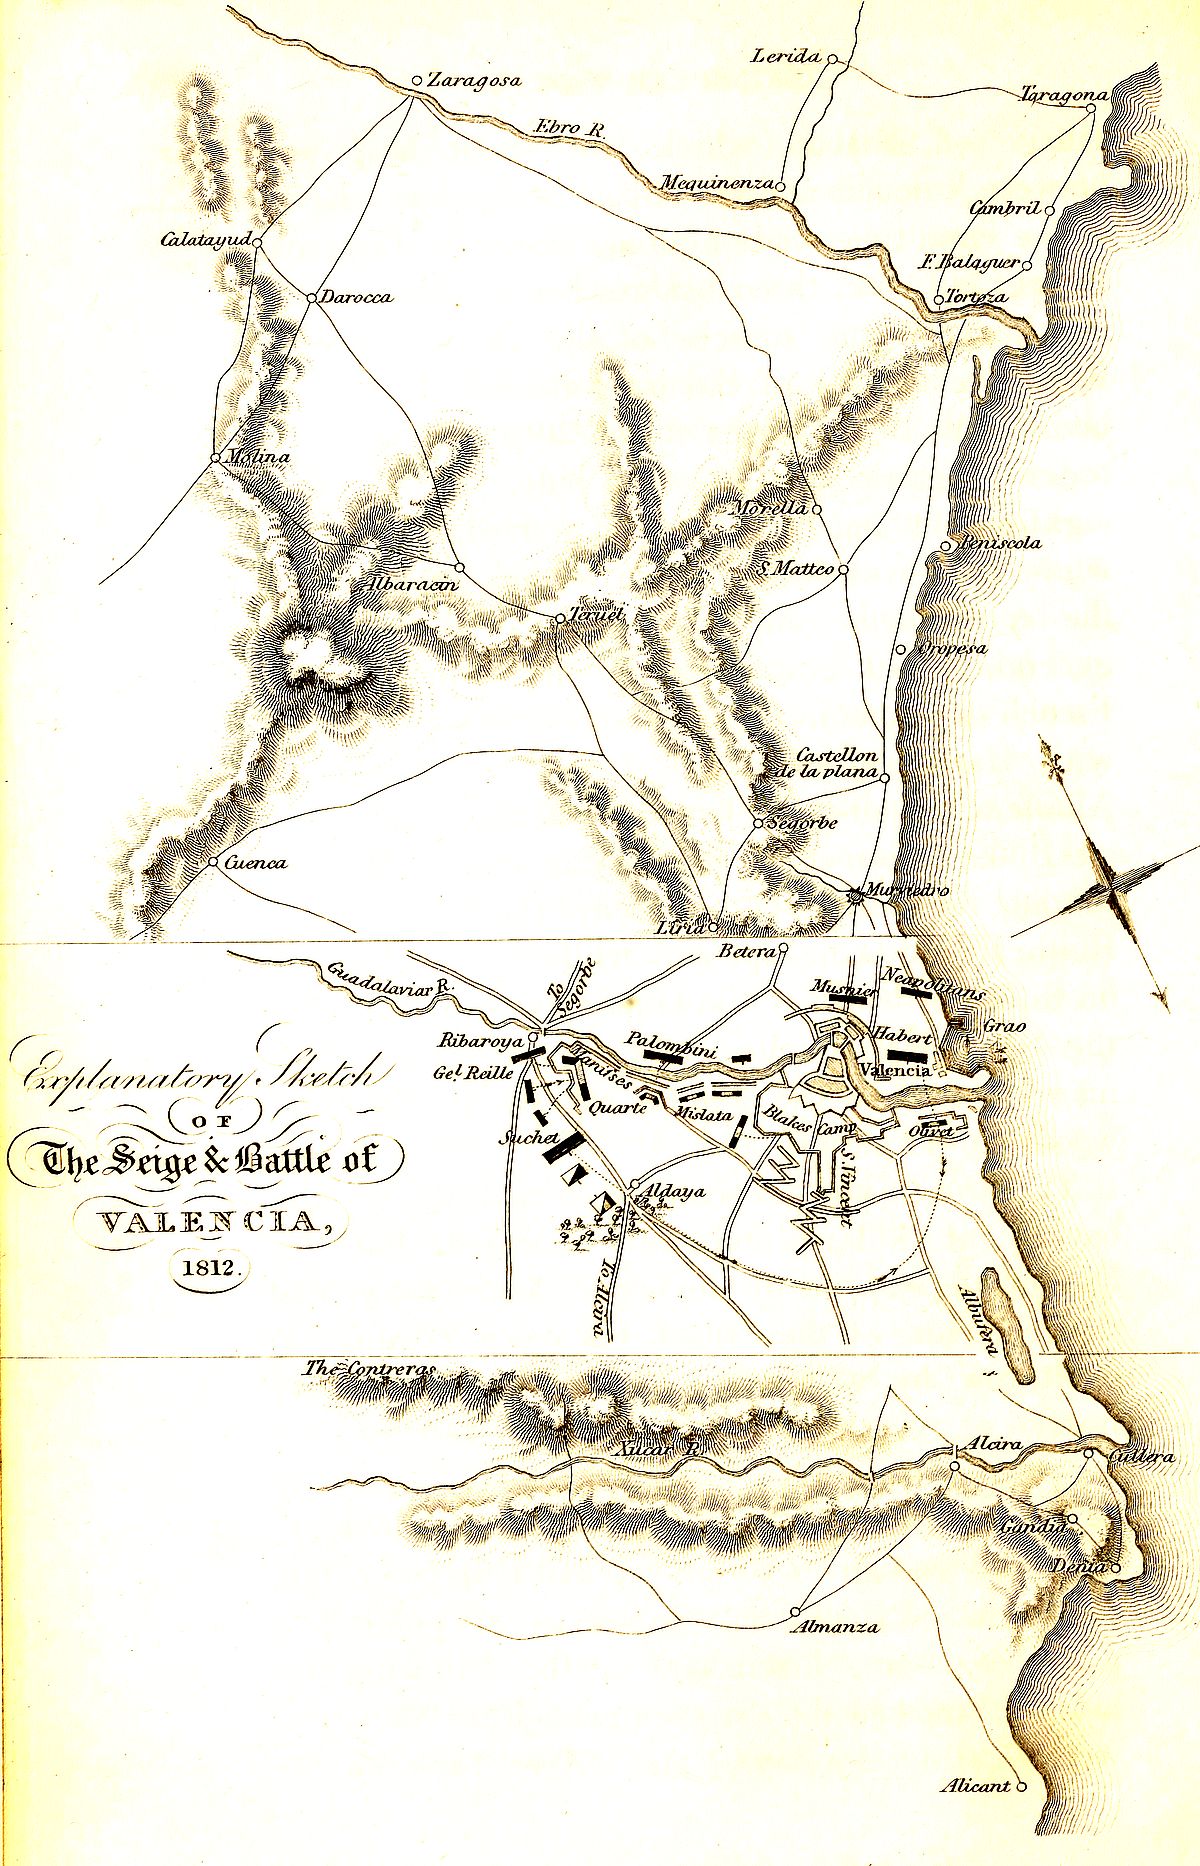 Lerida
Zaragosa
Taragona
Ebro R.
Mequinenza
Cambril
Calatayud
F. Balaguer
Darocca
Tortoza
Molina
Morella
Peniscola
S. Matteo
Albaracin
Teruel
Oropesa
Castellon
de la plana
Segorbe
Cuenca
Murviedro
Liria
Betera
Guadalaviar R.
To
Segorbe
Musnier
Neapolitans
Grao
Ribaroya
Palombini
Habert
Valencia
Gel. Reille
Manisses
Quarte
Mislata
Blakes Camp
Olivet
Suchet
S. Vincent
Aldaya
To Alcira
Albufera
Explanatory Sketch
OF
The Seige & Battle of
VALENCIA,
1812.
The Contreras
Xucar R.
Alcira
Cullera
Gandia
Denia
Almanza
Alicant